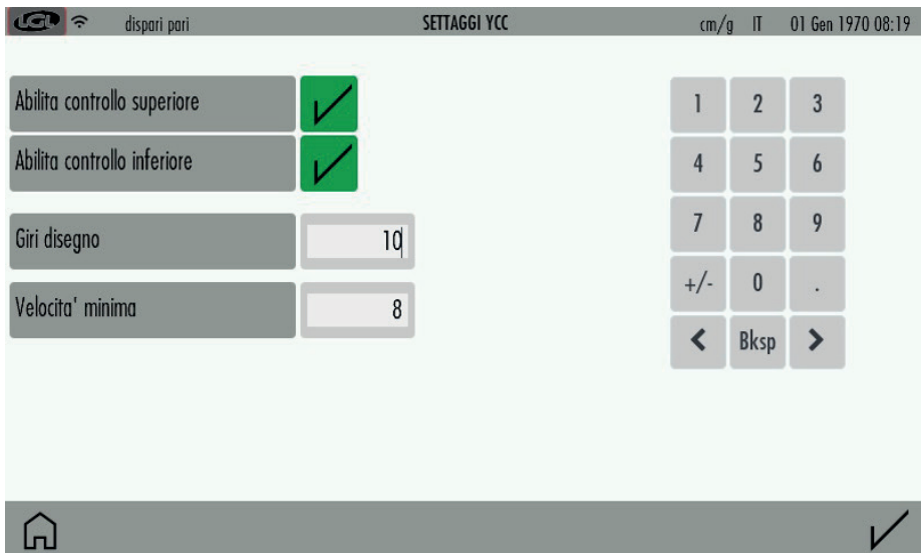 LGL dispari pari SETTAGGI YCC cm/g IT 01 Gen 1970 08:19
Abilita controllo superiore
Abilita controllo inferiore
Giri disegno 10
Velocita' minima 8
1 2 3
4 5 6
7 8 9
+/- 0 .
< Bksp >